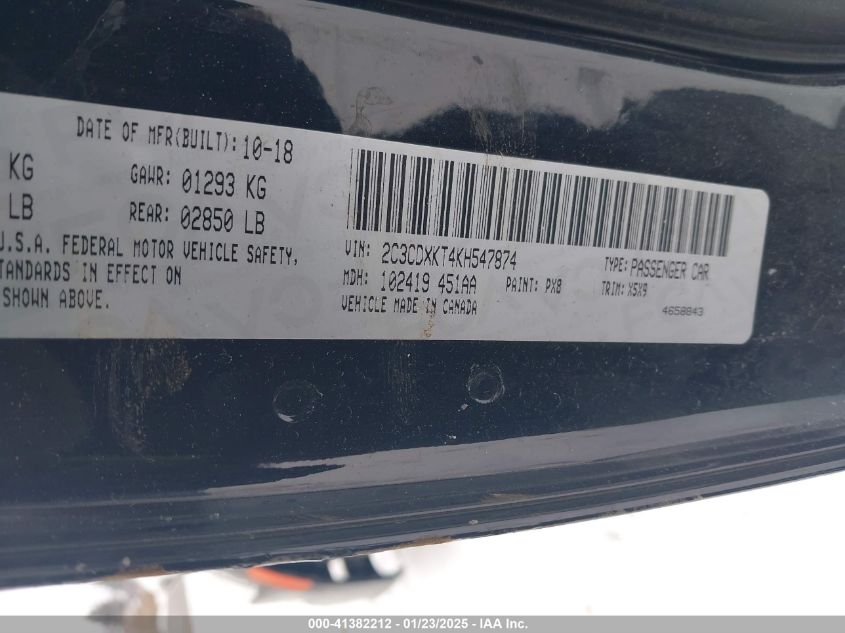 DATE OF MFR(BUILT): 10-18
KG GAWR: 01293 KG
LB REAR: 02850 LB
U.S.A. FEDERAL MOTOR VEHICLE SAFETY,
TANDARDS IN EFFECT ON
SHOWN ABOVE.
VIN: 2C3CDXKT4KH547874 TYPE: PASSENGER CAR
MDH: 102419 451AA PAINT: PX8 TRIM: X5X9
VEHICLE MADE IN CANADA 4658843
000-41382212 - 01/23/2025 - IAA Inc.